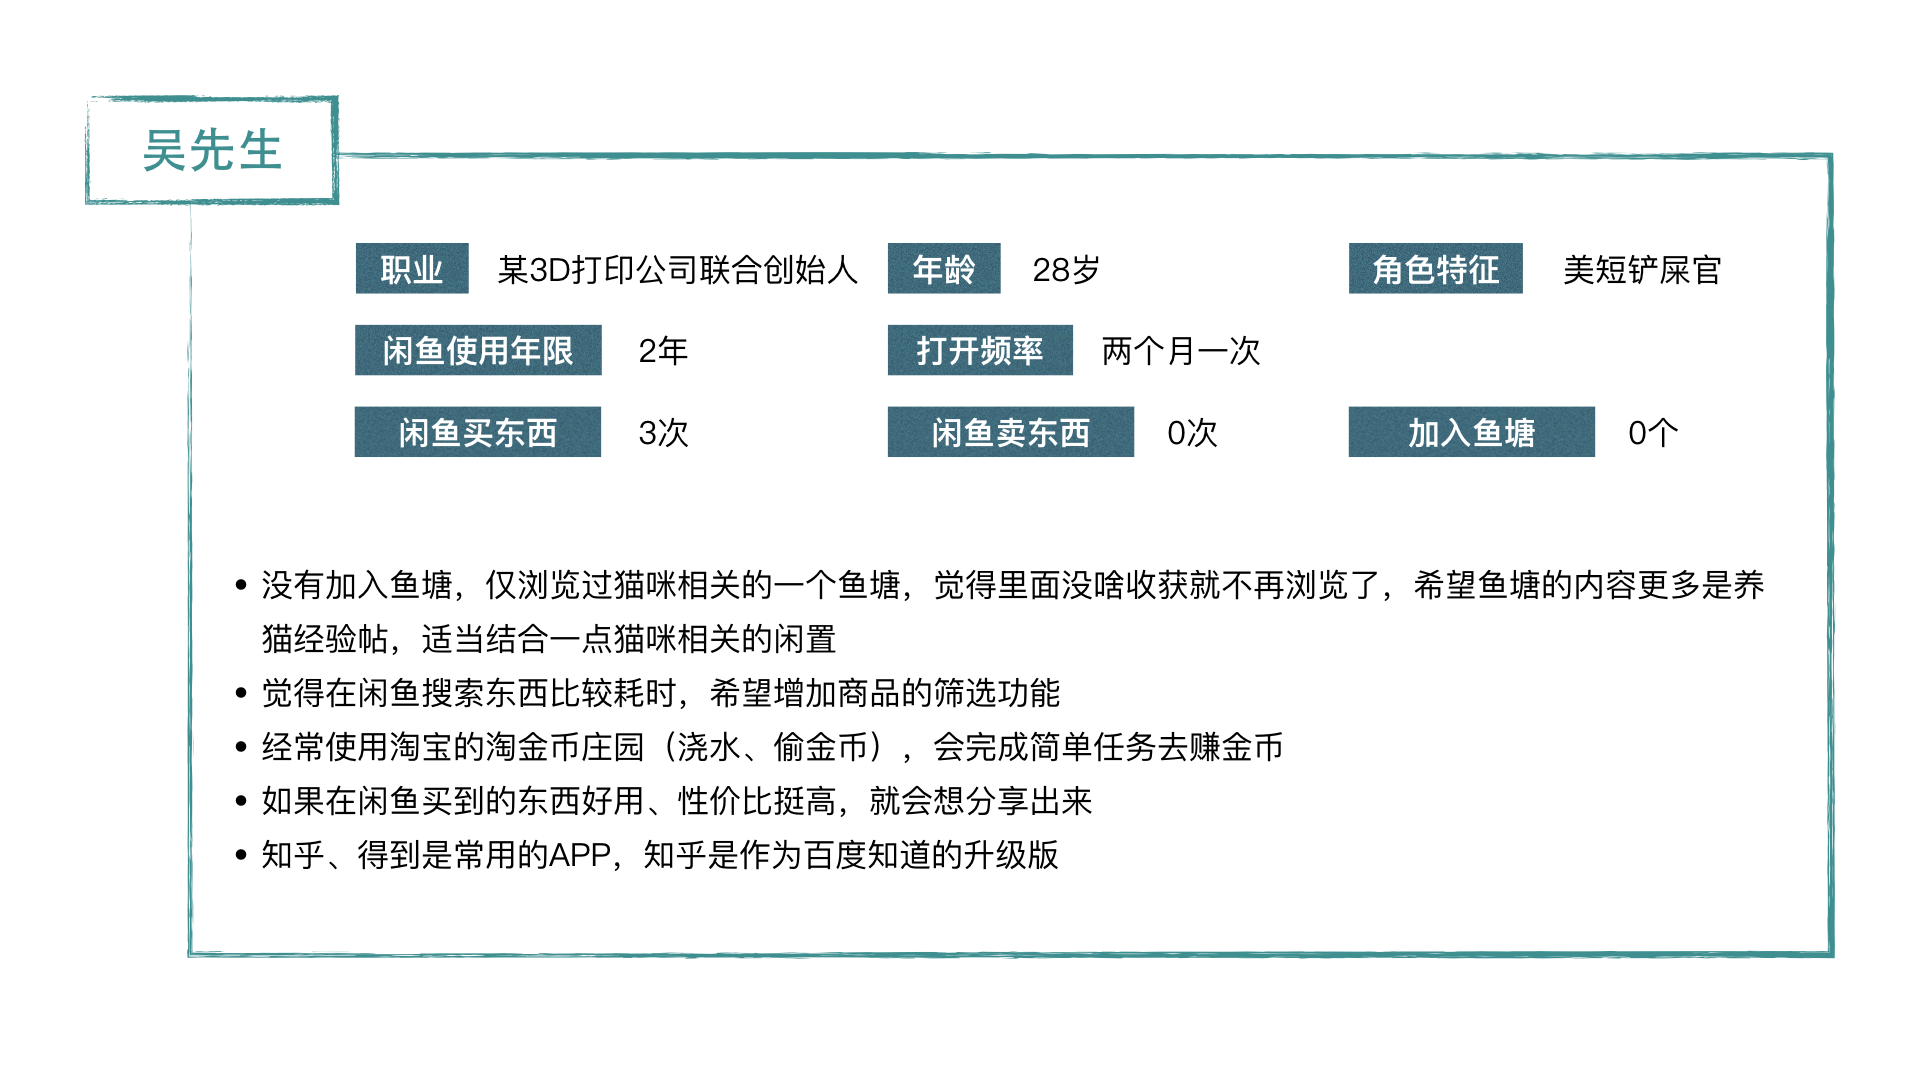 吴先生
职业 某3D打印公司联合创始人 年龄 28岁 角色特征 美短铲屎官
闲鱼使用年限 2年 打开频率 两个月一次
闲鱼买东西 3次 闲鱼卖东西 0次 加入鱼塘 0个
• 没有加入鱼塘，仅浏览过猫咪相关的一个鱼塘，觉得里面没啥收获就不再浏览了，希望鱼塘的内容更多是养
猫经验帖，适当结合一点猫咪相关的闲置
• 觉得在闲鱼搜索东西比较耗时，希望增加商品的筛选功能
• 经常使用淘宝的淘金币庄园（浇水、偷金币），会完成简单任务去赚金币
• 如果在闲鱼买到的东西好用、性价比挺高，就会想分享出来
• 知乎、得到是常用的APP，知乎是作为百度知道的升级版